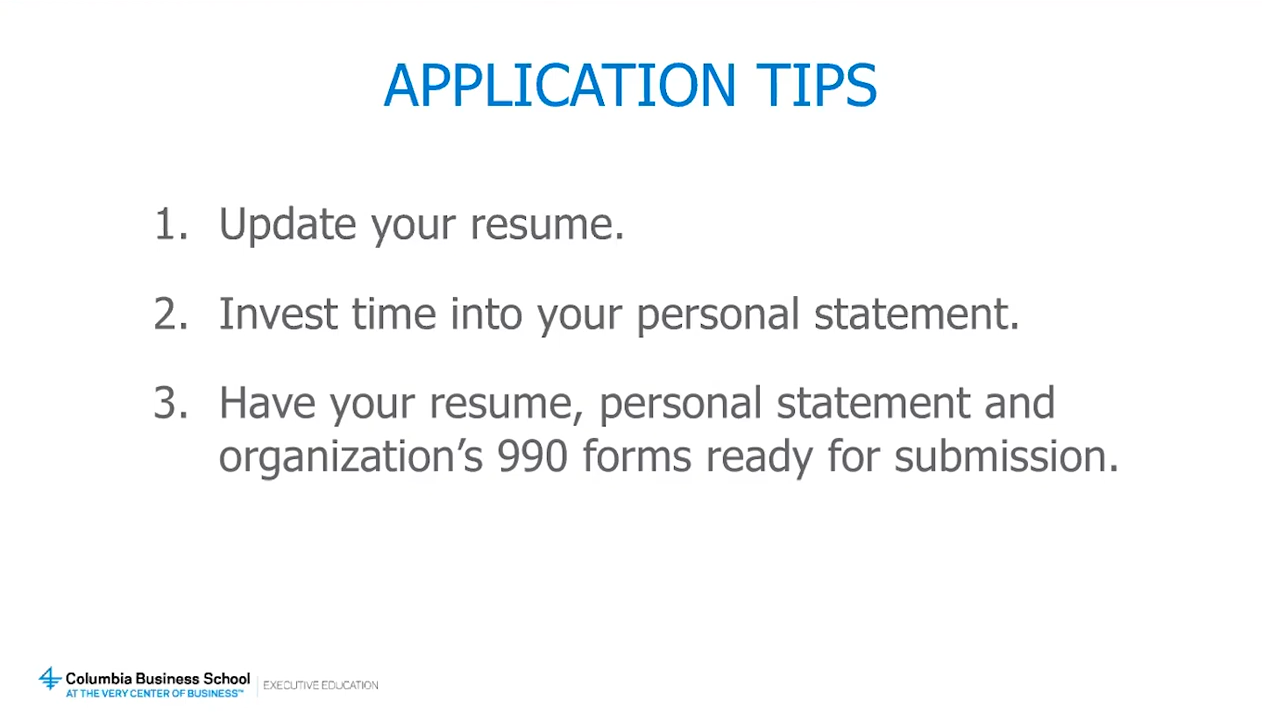 APPLICATION TIPS
1. Update your resume.
2. Invest time into your personal statement.
3. Have your resume, personal statement and
organization’s 990 forms ready for submission.
Columbia Business School
AT THE VERY CENTER OF BUSINESS™
EXECUTIVE EDUCATION